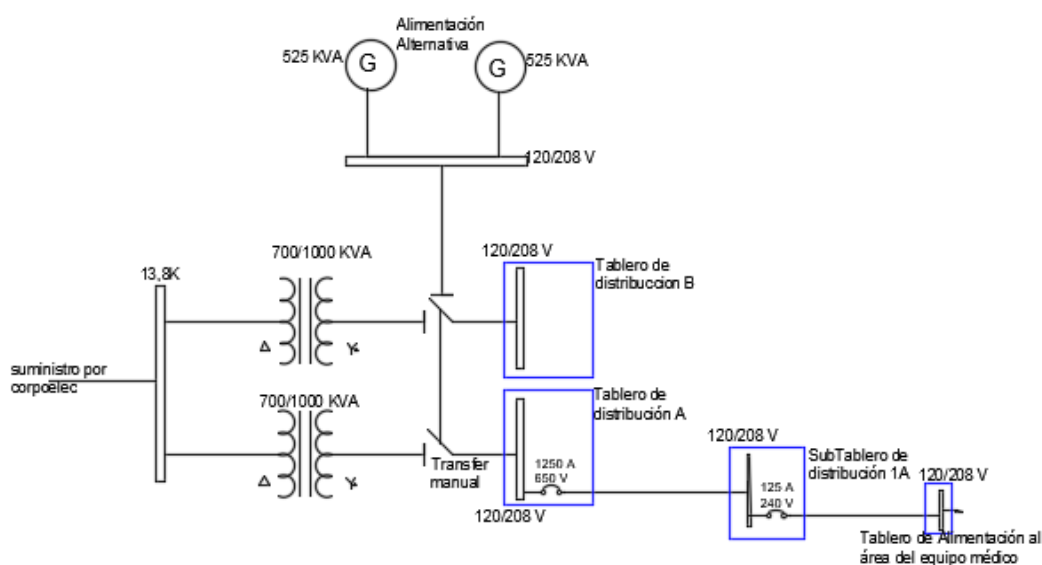 Alimentación
Alternativa
525 KVA
G
G
525 KVA
120/208 V
700/1000 KVA
120/208 V
Tablero de
distribuccion B
13,8K
suministro por
corpoelec
Δ
Y
700/1000 KVA
Tablero de
distribución A
Transfer
manual
1250 A
650 V
120/208 V
Δ
Y
120/208 V
SubTablero de
distribución 1A
125 A
240 V
120/208 V
Tablero de Alimentación al
área del equipo médico